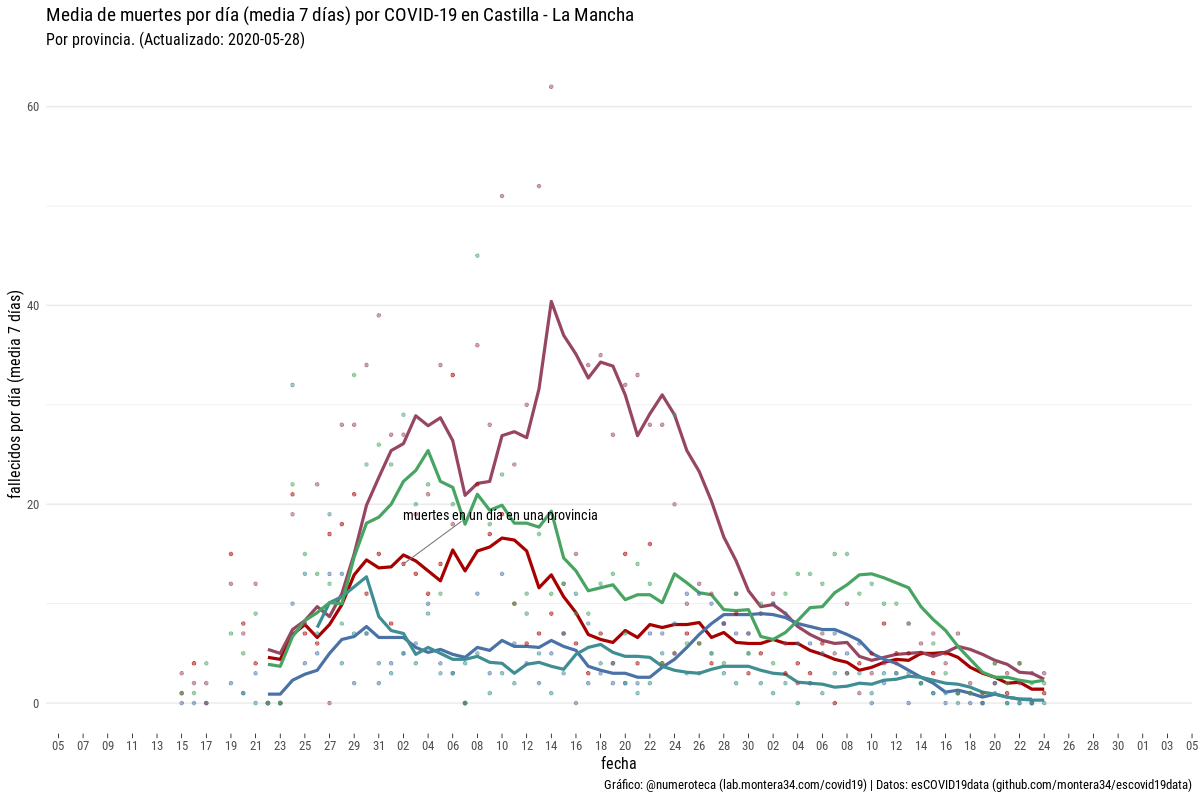 Media de muertes por día (media 7 días) por COVID-19 en Castilla - La Mancha
Por provincia. (Actualizado: 2020-05-28)
fallecidos por día (media 7 días)
60
40
20
0
muertes en un día en una provincia
05 07 09 11 13 15 17 19 21 23 25 27 29 31 02 04 06 08 10 12 14 16 18 20 22 24 26 28 30 02 04 06 08 10 12 14 16 18 20 22 24 26 28 30 01 03 05
fecha
Gráfico: @numeroteca (lab.montera34.com/covid19) | Datos: esCOVID19data (github.com/montera34/escovid19data)